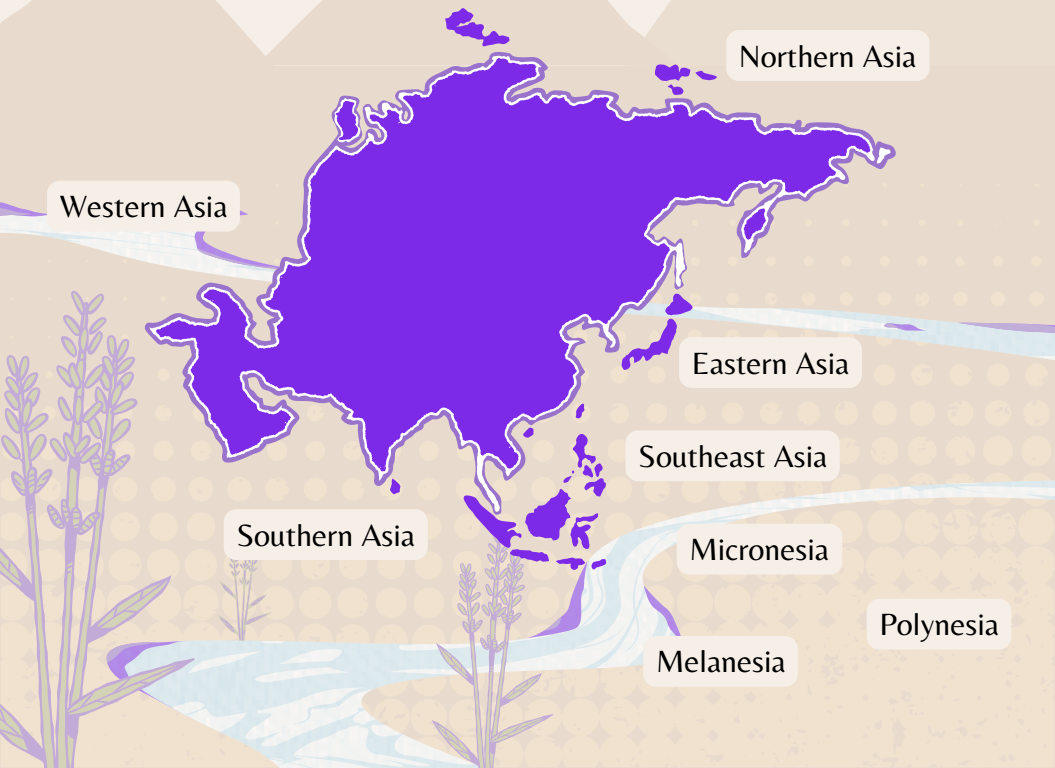 Northern Asia
Western Asia
Eastern Asia
Southeast Asia
Southern Asia
Micronesia
Polynesia
Melanesia